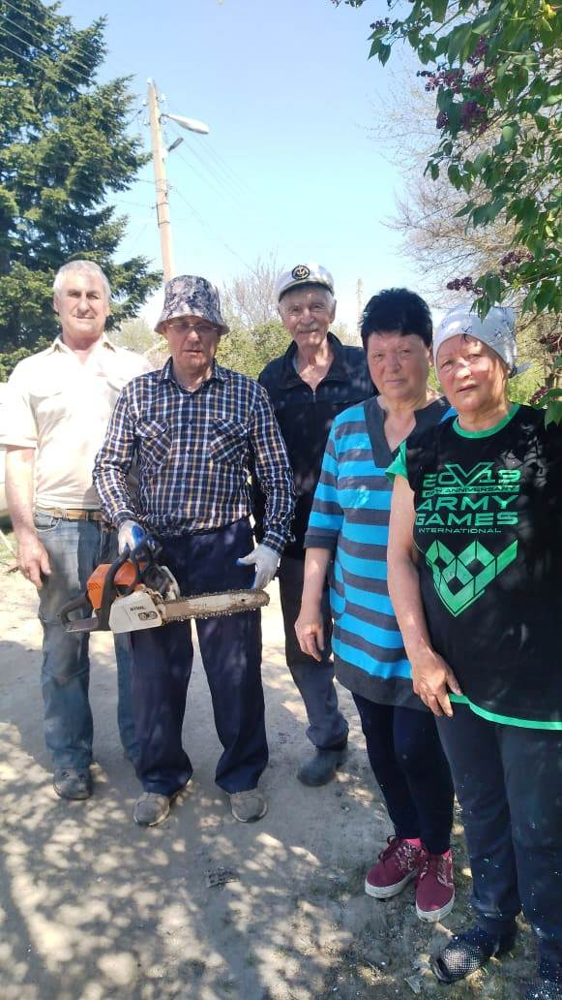 STIHL
2019
ARMY
GAMES
INTERNATIONAL